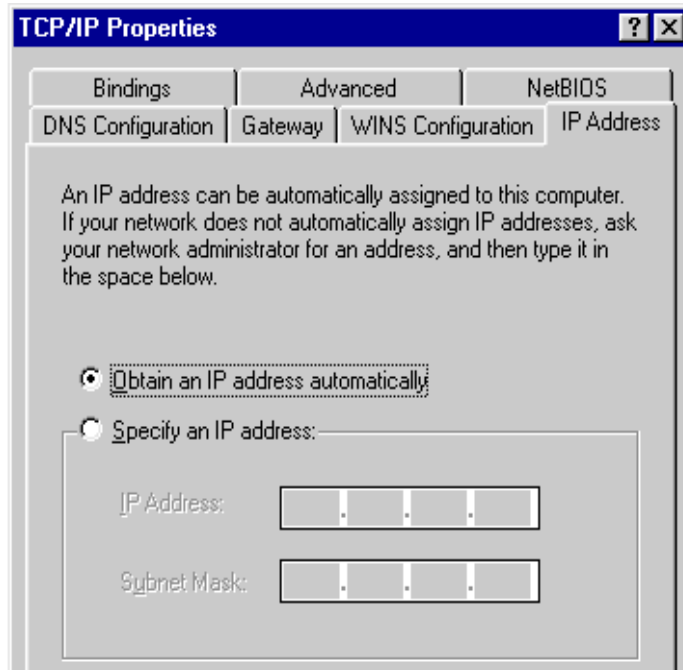 TCP/IP Properties
Bindings Advanced NetBIOS
DNS Configuration Gateway WINS Configuration IP Address
An IP address can be automatically assigned to this computer.
If your network does not automatically assign IP addresses, ask
your network administrator for an address, and then type it in
the space below.
Obtain an IP address automatically
Specify an IP address:
IP Address: . . .
Subnet Mask: . . .